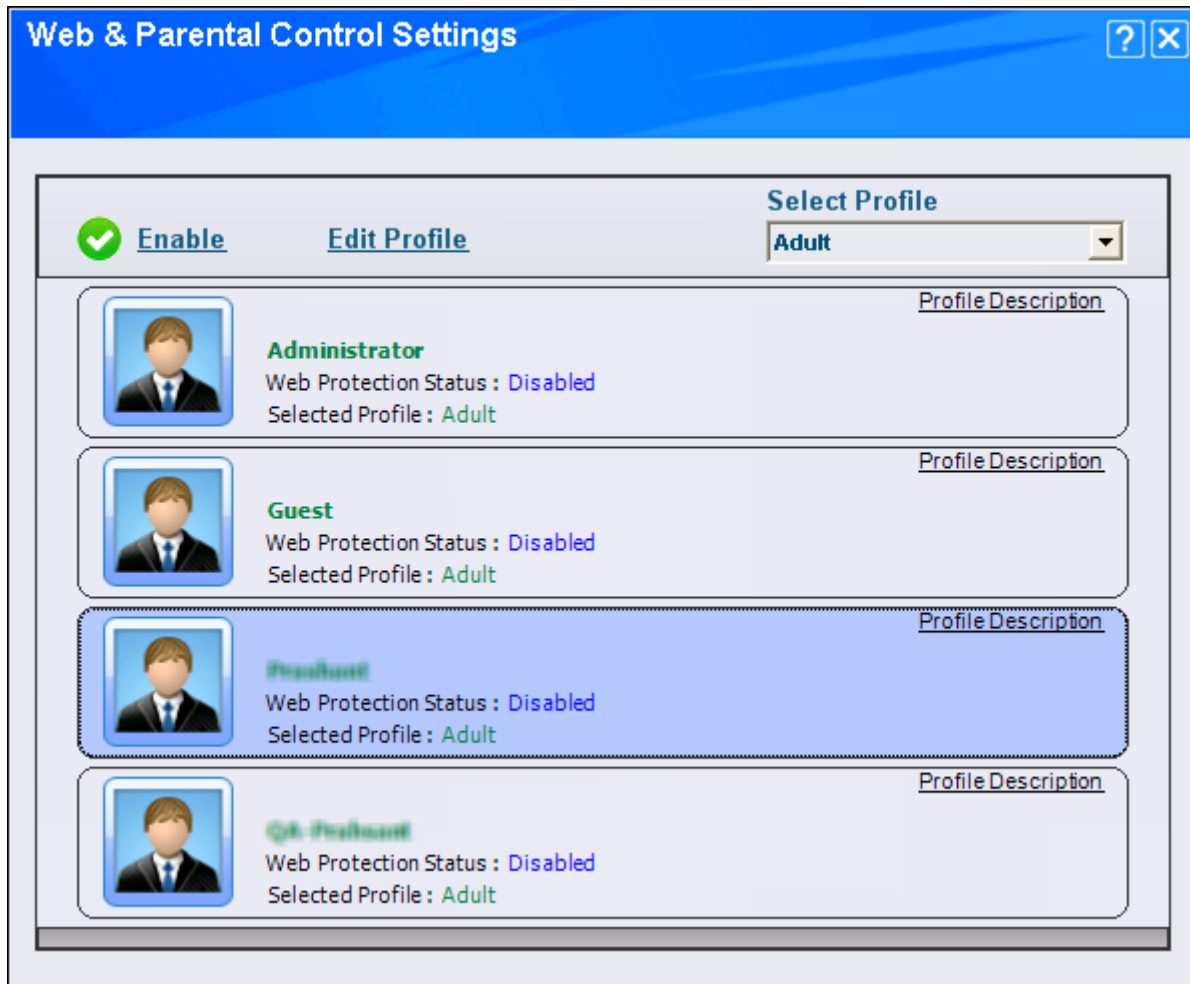 Web & Parental Control Settings
Select Profile
Enable Edit Profile Adult
Profile Description
Administrator
Web Protection Status : Disabled
Selected Profile : Adult
Profile Description
Guest
Web Protection Status : Disabled
Selected Profile : Adult
Profile Description
Web Protection Status : Disabled
Selected Profile : Adult
Profile Description
Web Protection Status : Disabled
Selected Profile : Adult